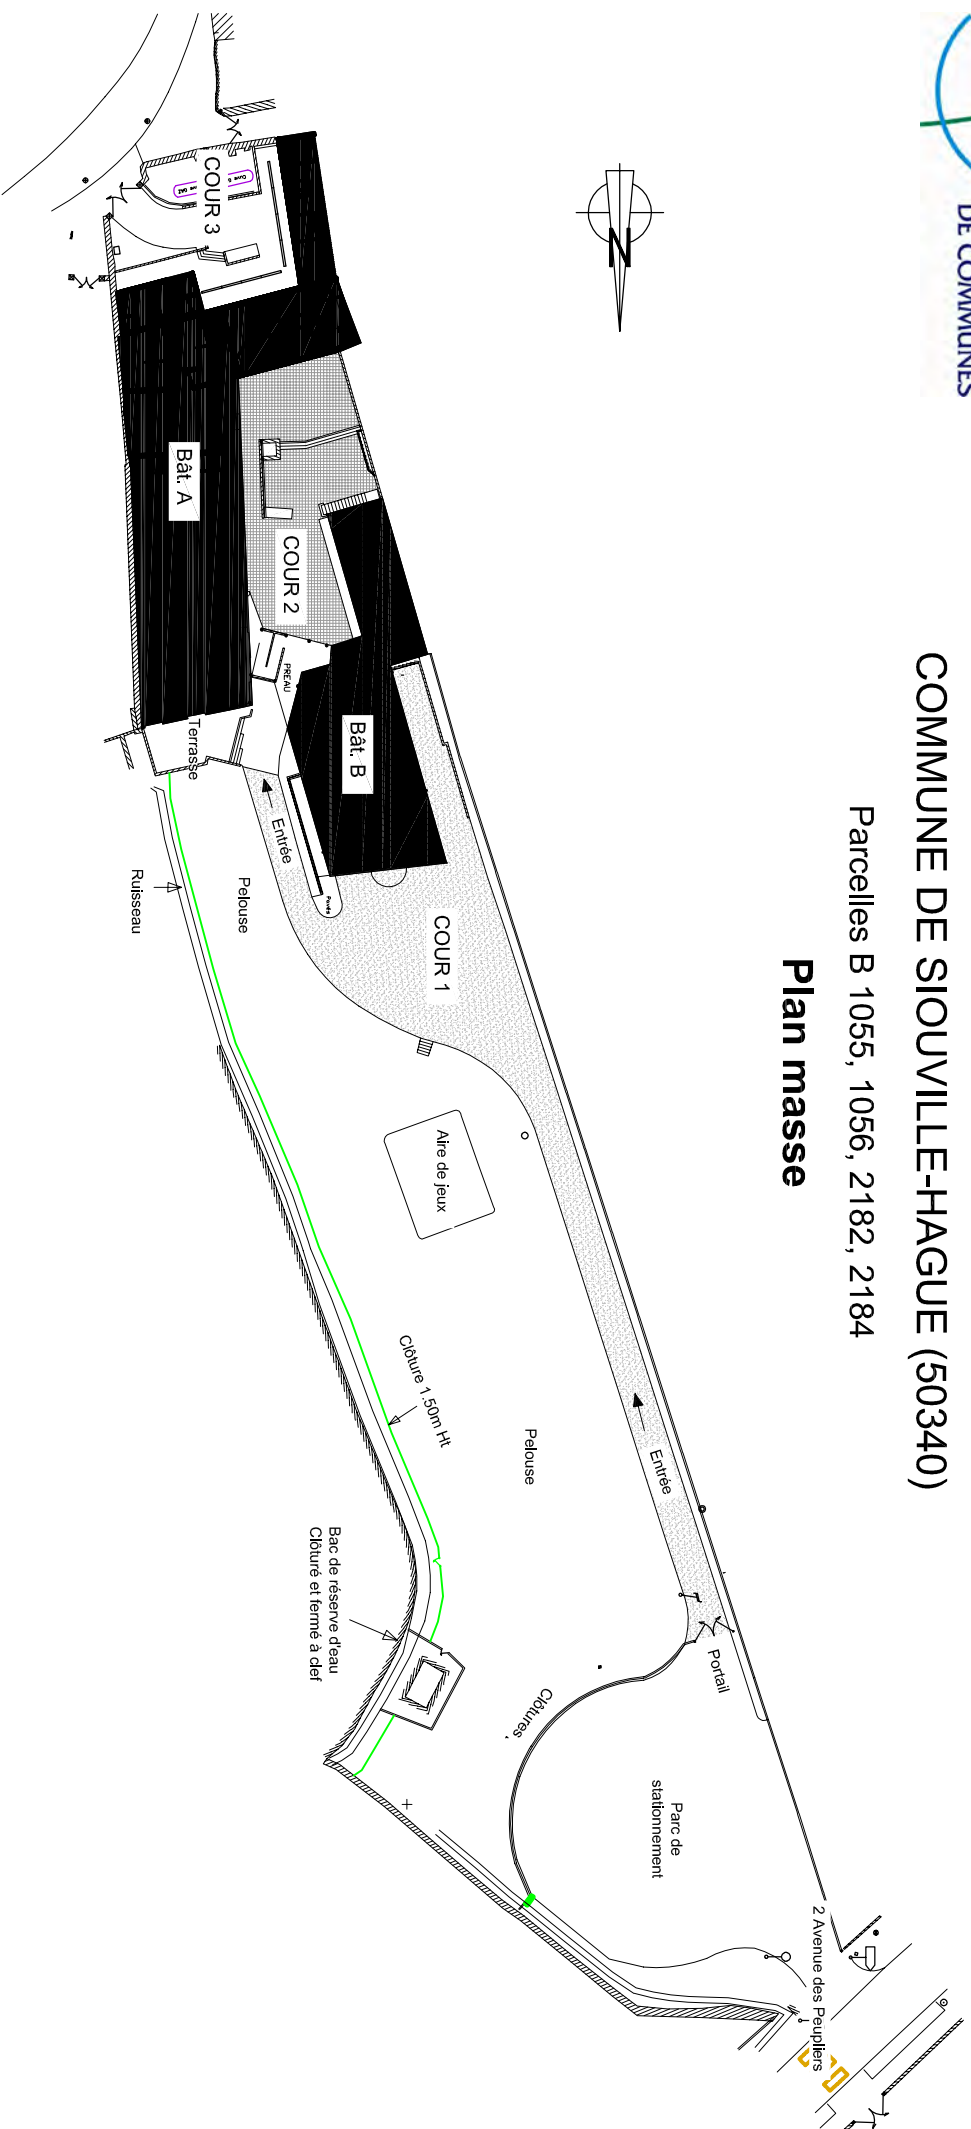 DE COMMUNES
COMMUNE DE SIOUVILLE-HAGUE (50340)
Parcelles B 1055, 1056, 2182, 2184
Plan masse
N
COUR 3
Bât. A
COUR 2
PREAU
Bât. B
Terrasse
Entrée
Pavés
COUR 1
Pelouse
Ruisseau
Aire de jeux
Clôture 1.50m Ht
Pelouse
Entrée
Portail
Bac de réserve d'eau
Clôturé et fermé à clef
Clôtures
Parc de
stationnement
2 Avenue des Peupliers